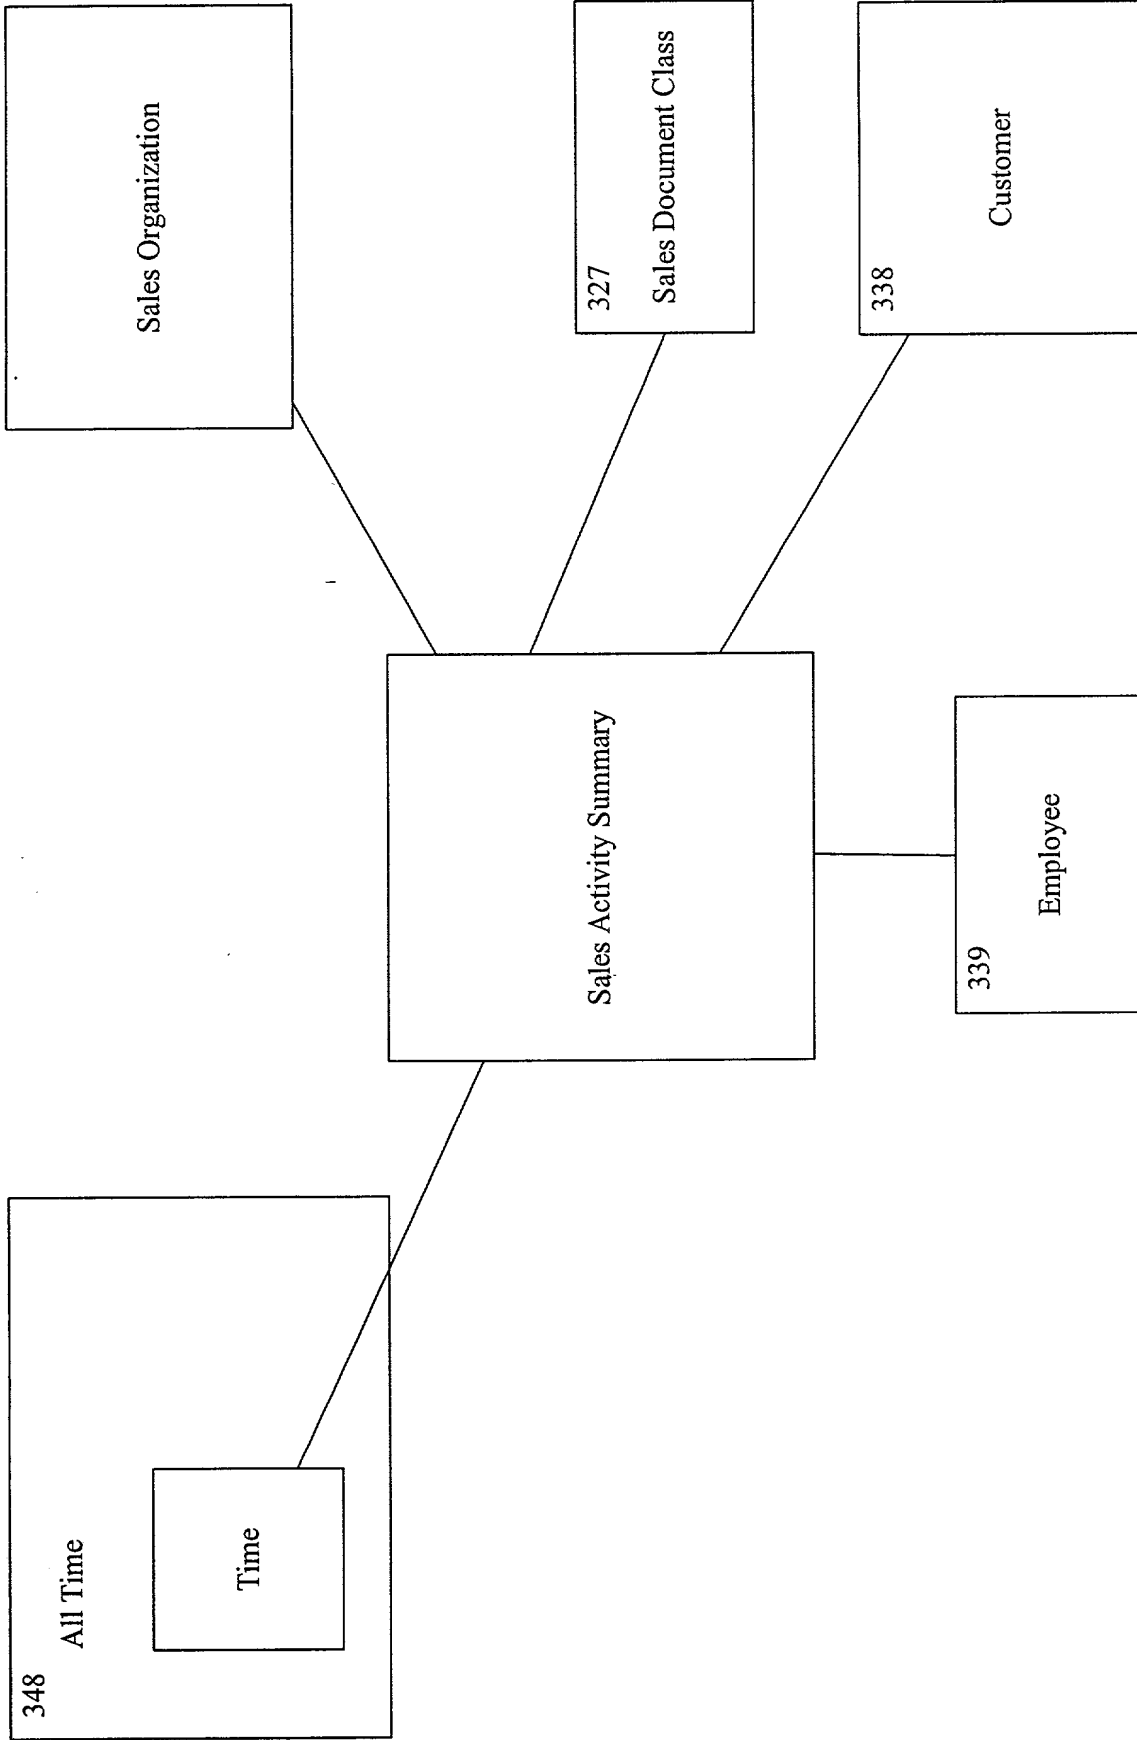 348
All Time
Time
Sales Activity Summary
339
Employee
Sales Organization
327
Sales Document Class
338
Customer